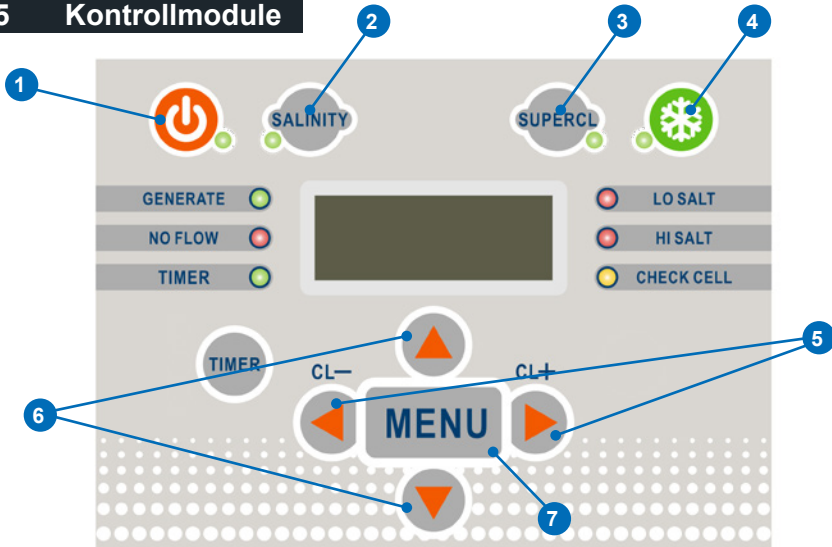 5 Kontrollmodule
1
2
3
4
SALINITY
SUPERCL
GENERATE
NO FLOW
TIMER
LO SALT
HI SALT
CHECK CELL
5
TIMER
CL—
CL+
6
MENU
7